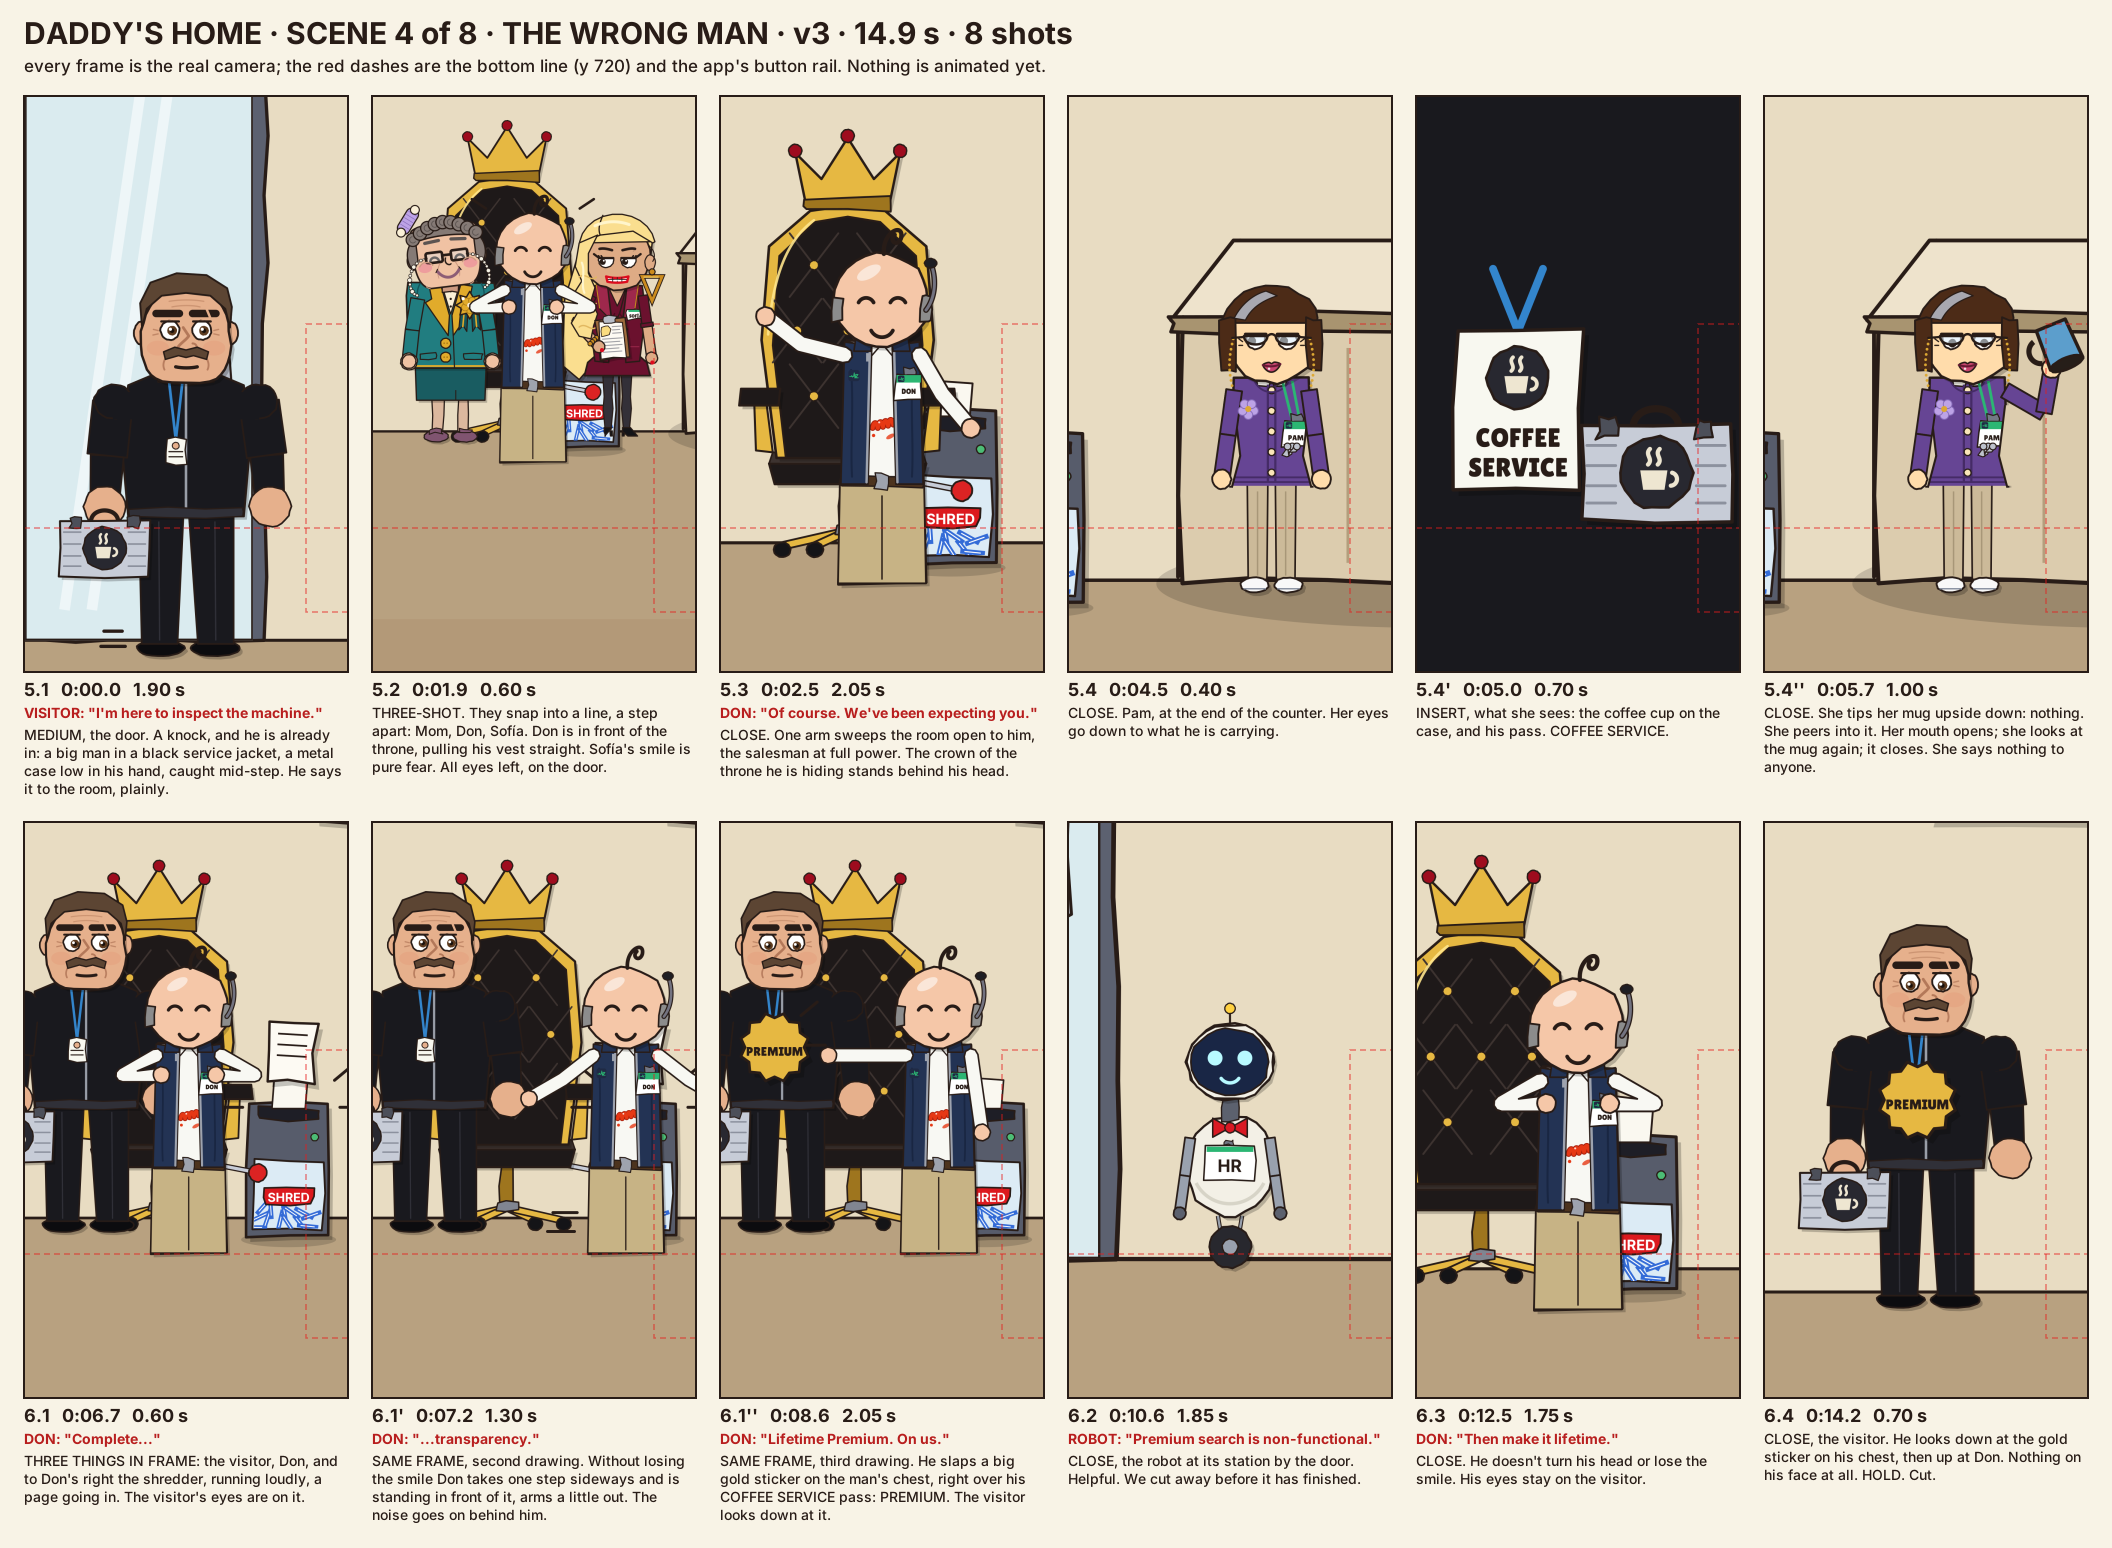 DADDY'S HOME · SCENE 4 of 8 · THE WRONG MAN · v3 · 14.9 s · 8 shots
every frame is the real camera; the red dashes are the bottom line (y 720) and the app's button rail. Nothing is animated yet.
DON
SOFI
SHRED
DON
SHRED
PAM
COFFEE
SERVICE
PAM
5.1 0:00.0 1.90 s
VISITOR: "I'm here to inspect the machine."
MEDIUM, the door. A knock, and he is already
in: a big man in a black service jacket, a metal
case low in his hand, caught mid-step. He says
it to the room, plainly.
5.2 0:01.9 0.60 s
THREE-SHOT. They snap into a line, a step
apart: Mom, Don, Sofía. Don is in front of the
throne, pulling his vest straight. Sofía's smile is
pure fear. All eyes left, on the door.
5.3 0:02.5 2.05 s
DON: "Of course. We've been expecting you."
CLOSE. One arm sweeps the room open to him,
the salesman at full power. The crown of the
throne he is hiding stands behind his head.
5.4 0:04.5 0.40 s
CLOSE. Pam, at the end of the counter. Her eyes
go down to what he is carrying.
5.4' 0:05.0 0.70 s
INSERT, what she sees: the coffee cup on the
case, and his pass. COFFEE SERVICE.
5.4'' 0:05.7 1.00 s
CLOSE. She tips her mug upside down: nothing.
She peers into it. Her mouth opens; she looks at
the mug again; it closes. She says nothing to
anyone.
DON
SHRED
DON
PREMIUM
DON
HRED
HR
DON
HRED
PREMIUM
6.1 0:06.7 0.60 s
DON: "Complete..."
THREE THINGS IN FRAME: the visitor, Don, and
to Don's right the shredder, running loudly, a
page going in. The visitor's eyes are on it.
6.1' 0:07.2 1.30 s
DON: "...transparency."
SAME FRAME, second drawing. Without losing
the smile Don takes one step sideways and is
standing in front of it, arms a little out. The
noise goes on behind him.
6.1'' 0:08.6 2.05 s
DON: "Lifetime Premium. On us."
SAME FRAME, third drawing. He slaps a big
gold sticker on the man's chest, right over his
COFFEE SERVICE pass: PREMIUM. The visitor
looks down at it.
6.2 0:10.6 1.85 s
ROBOT: "Premium search is non-functional."
CLOSE, the robot at its station by the door.
Helpful. We cut away before it has finished.
6.3 0:12.5 1.75 s
DON: "Then make it lifetime."
CLOSE. He doesn't turn his head or lose the
smile. His eyes stay on the visitor.
6.4 0:14.2 0.70 s
CLOSE, the visitor. He looks down at the gold
sticker on his chest, then up at Don. Nothing on
his face at all. HOLD. Cut.